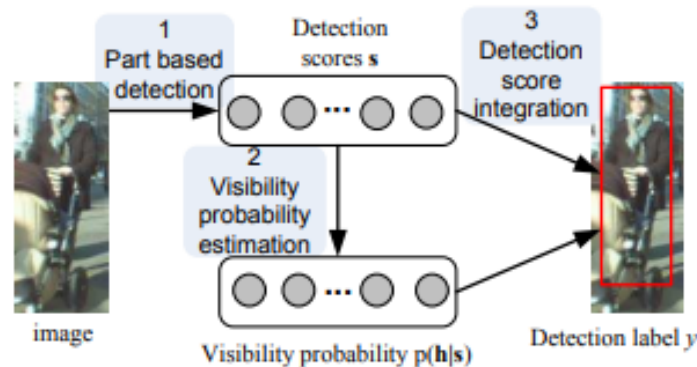 1
Part based
detection
Detection
scores s
3
Detection
score
integration
2
Visibility
probability
estimation
image
Visibility probability p(h|s)
Detection label y